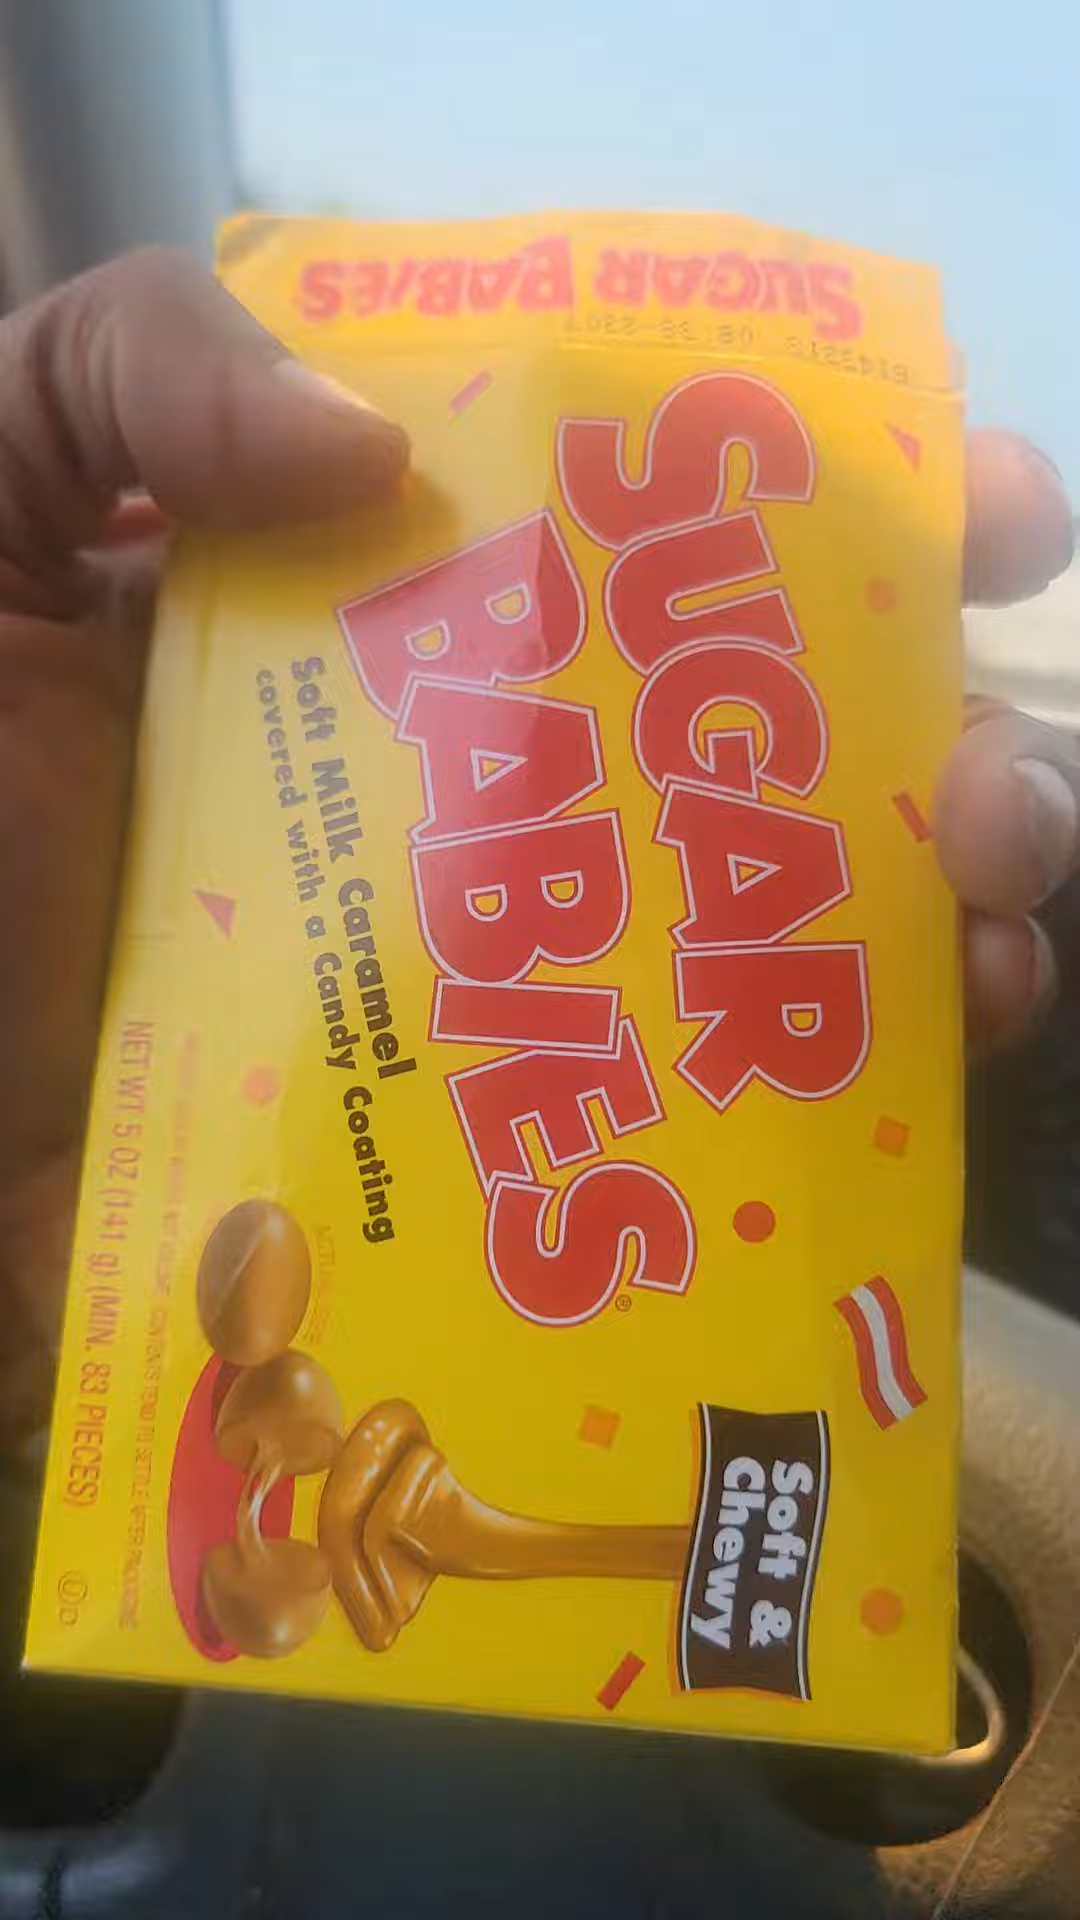 SUGAR BABIES
SUGAR
BABIES®
Soft Milk Caramel
covered with a Candy Coating
Soft &
Chewy
NET WT 5 OZ (141 g) (MIN. 83 PIECES)
U D